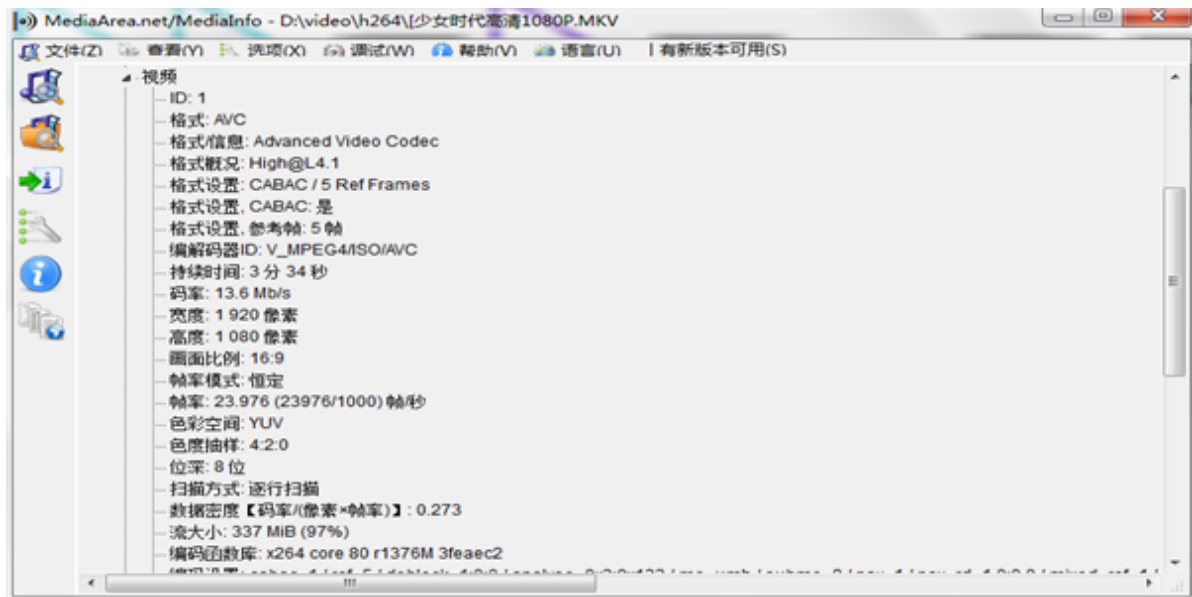 MediaArea.net/MediaInfo - D:\video\h264\[少女时代高清1080P.MKV
文件(Z) 查看(Y) 选项(X) 调试(W) 帮助(V) 语言(U) | 有新版本可用(S)
视频
ID: 1
格式: AVC
格式/信息: Advanced Video Codec
格式概况: High@L4.1
格式设置: CABAC / 5 Ref Frames
格式设置, CABAC: 是
格式设置, 参考帧: 5 帧
编解码器ID: V_MPEG4/ISO/AVC
持续时间: 3 分 34 秒
码率: 13.6 Mb/s
宽度: 1 920 像素
高度: 1 080 像素
画面比例: 16:9
帧率模式: 恒定
帧率: 23.976 (23976/1000) 帧/秒
色彩空间: YUV
色度抽样: 4:2:0
位深: 8 位
扫描方式: 逐行扫描
数据密度【码率/(像素×帧率)】: 0.273
流大小: 337 MiB (97%)
编码函数库: x264 core 80 r1376M 3feaec2